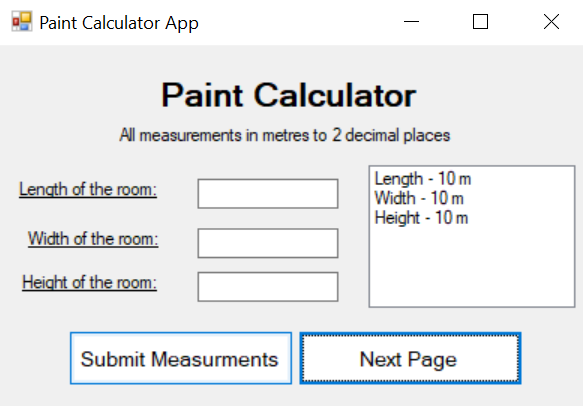 Paint Calculator App
Paint Calculator
All measurements in metres to 2 decimal places
Length of the room:
Width of the room:
Height of the room:
Length - 10 m
Width - 10 m
Height - 10 m
Submit Measurments
Next Page